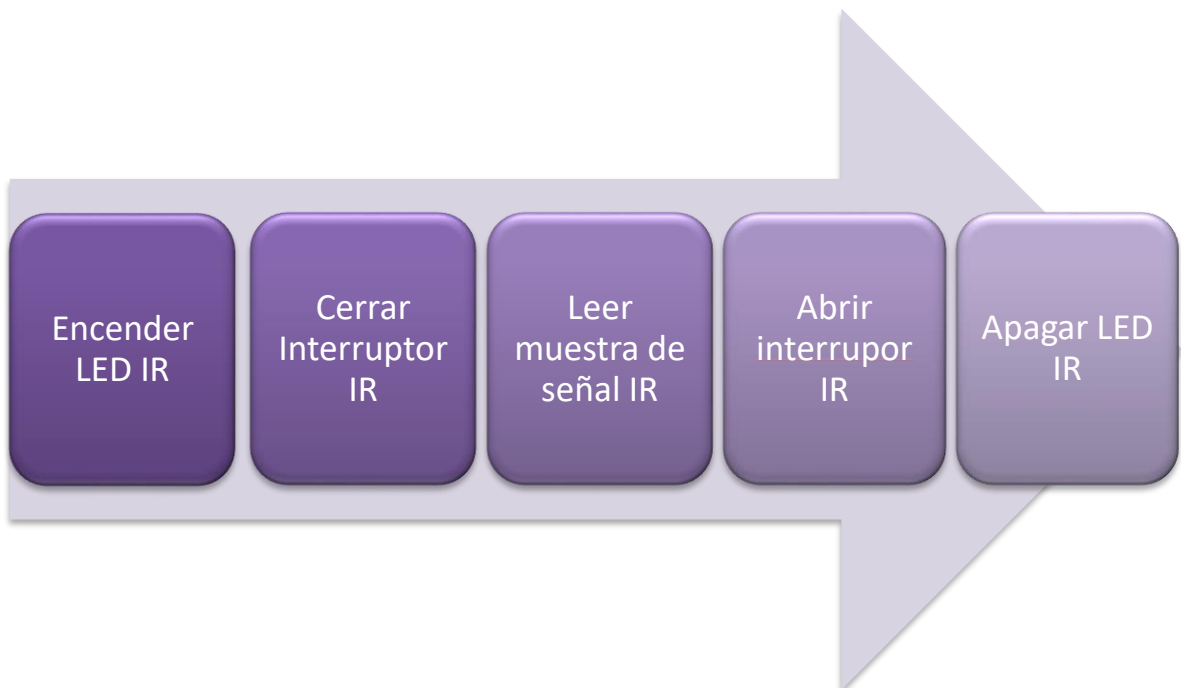 Encender
LED IR
Cerrar
Interruptor
IR
Leer
muestra de
señal IR
Abrir
interrupor
IR
Apagar LED
IR